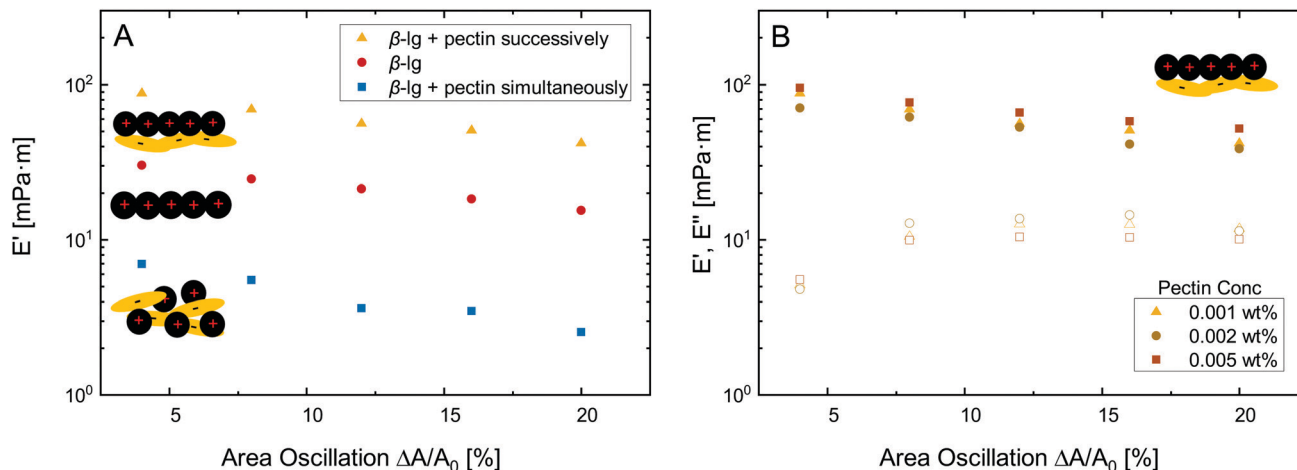 A
β-lg + pectin successively
β-lg
β-lg + pectin simultaneously
E' [mPa·m]
10²
10¹
10⁰
+ + + + +
- - -
+ + + + +
- + +
-
+ - + - +
5 10 15 20
Area Oscillation ΔA/A₀ [%]
B
+ + + + +
- - -
E', E'' [mPa·m]
10²
10¹
10⁰
Pectin Conc
0.001 wt%
0.002 wt%
0.005 wt%
5 10 15 20
Area Oscillation ΔA/A₀ [%]